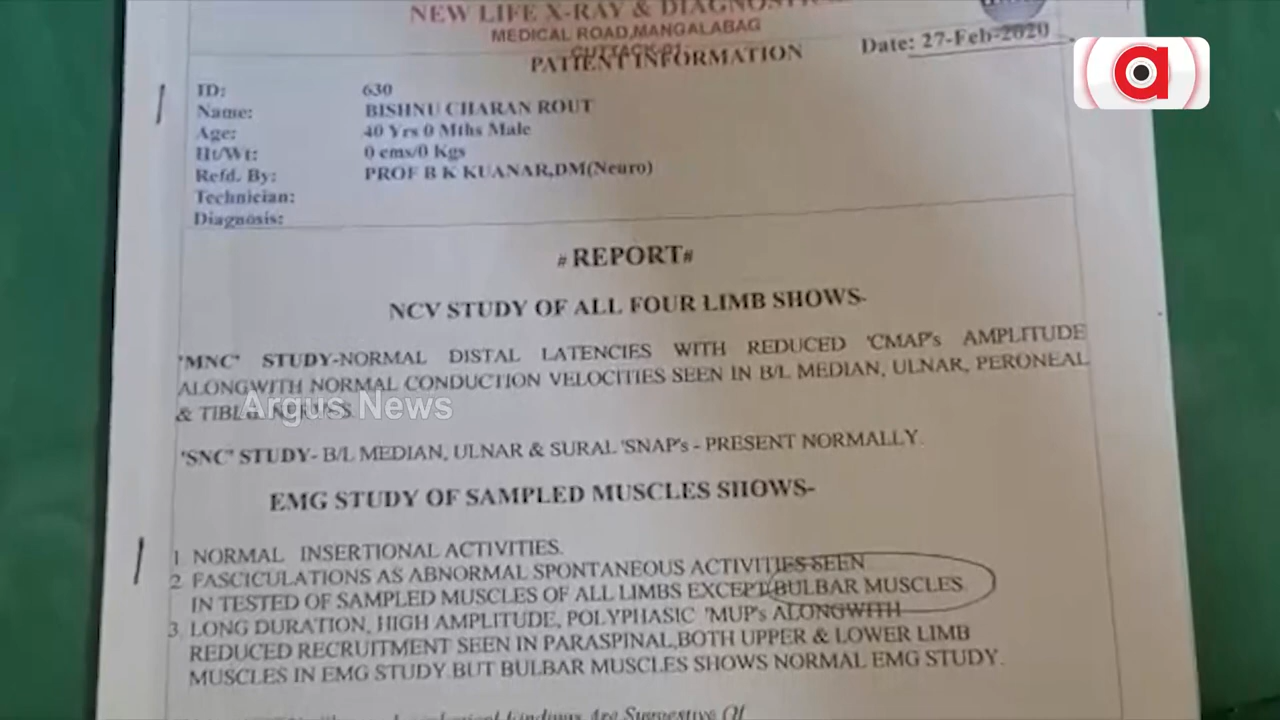 NEW LIFE X-RAY & DIAGNOSTIC
MEDICAL ROAD,MANGALABAG
CUTTACK-01
PATIENT INFORMATION
Date: 27-Feb-2020
a
ID: 630
Name: BISHNU CHARAN ROUT
Age: 40 Yrs 0 Mths Male
Ht/Wt: 0 cms/0 Kgs
Refd. By: PROF B K KUANAR,DM(Neuro)
Technician:
Diagnosis:
#REPORT#
NCV STUDY OF ALL FOUR LIMB SHOWS-
"MNC" STUDY-NORMAL DISTAL LATENCIES WITH REDUCED 'CMAP's AMPLITUDE
ALONGWITH NORMAL CONDUCTION VELOCITIES SEEN IN B/L MEDIAN, ULNAR, PERONEAL
& TIBIAL NERVES
Argus News
"SNC" STUDY- B/L MEDIAN, ULNAR & SURAL 'SNAP's - PRESENT NORMALLY.
EMG STUDY OF SAMPLED MUSCLES SHOWS-
1 NORMAL INSERTIONAL ACTIVITIES.
2. FASCICULATIONS AS ABNORMAL SPONTANEOUS ACTIVITIES SEEN
IN TESTED OF SAMPLED MUSCLES OF ALL LIMBS EXCEPT BULBAR MUSCLES.
3. LONG DURATION, HIGH AMPLITUDE, POLYPHASIC 'MUP's ALONGWITH
REDUCED RECRUITMENT SEEN IN PARASPINAL,BOTH UPPER & LOWER LIMB
MUSCLES IN EMG STUDY.BUT BULBAR MUSCLES SHOWS NORMAL EMG STUDY.
Findings Are Suggestive Of